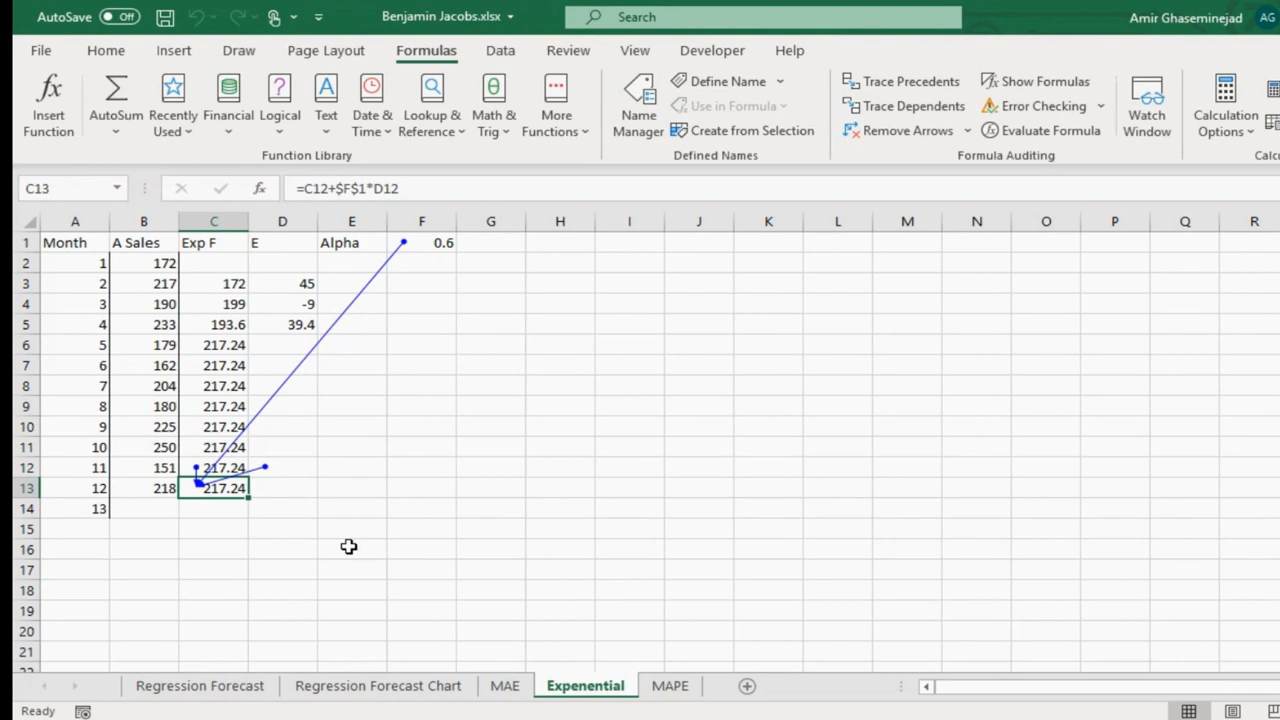 AutoSave Off Benjamin Jacobs.xlsx Search Amir Ghaseminejad AG
File Home Insert Draw Page Layout Formulas Data Review View Developer Help
Insert Function
AutoSum
Recently Used
Financial
Logical
Text
Date & Time
Lookup & Reference
Math & Trig
More Functions
Function Library
Name Manager
Define Name
Use in Formula
Create from Selection
Defined Names
Trace Precedents
Trace Dependents
Remove Arrows
Show Formulas
Error Checking
Evaluate Formula
Formula Auditing
Watch Window
Calculation Options
Calc
C13 fx =C12+$F$1*D12
A B C D E F G H I J K L M N O P Q R
1 Month A Sales Exp F E Alpha 0.6
2 1 172
3 2 217 172 45
4 3 190 199 -9
5 4 233 193.6 39.4
6 5 179 217.24
7 6 162 217.24
8 7 204 217.24
9 8 180 217.24
10 9 225 217.24
11 10 250 217.24
12 11 151 217.24
13 12 218 217.24
14 13
15
16
17
18
19
20
21
Regression Forecast Regression Forecast Chart MAE Expenential MAPE
Ready